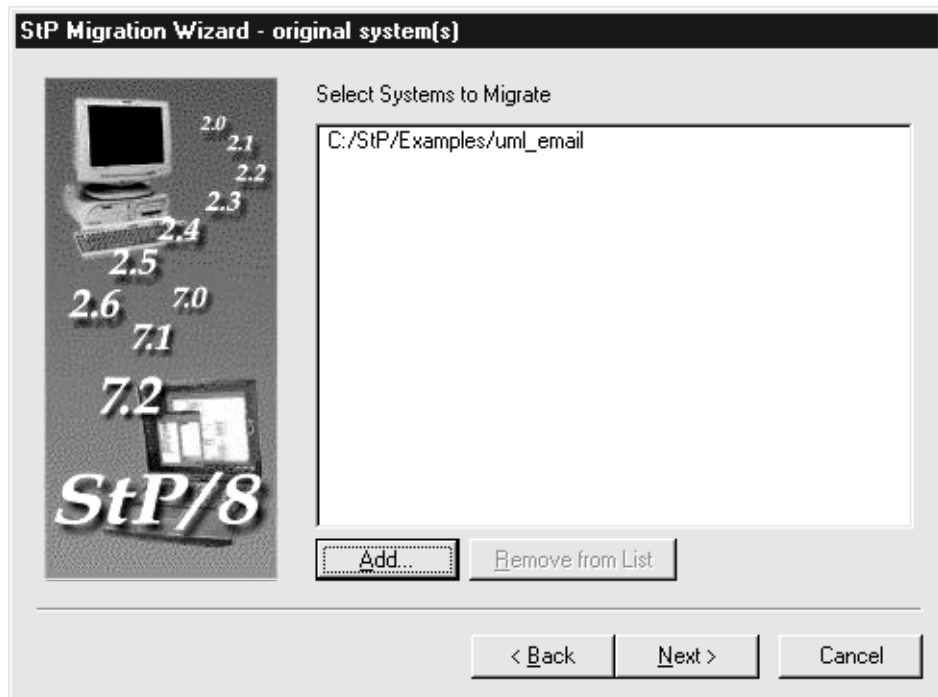 StP Migration Wizard - original system(s)
2.0
2.1
2.2
2.3
2.4
2.5
2.6
7.0
7.1
7.2
StP/8
Select Systems to Migrate
C:/StP/Examples/uml_email
Add...
Remove from List
< Back
Next >
Cancel